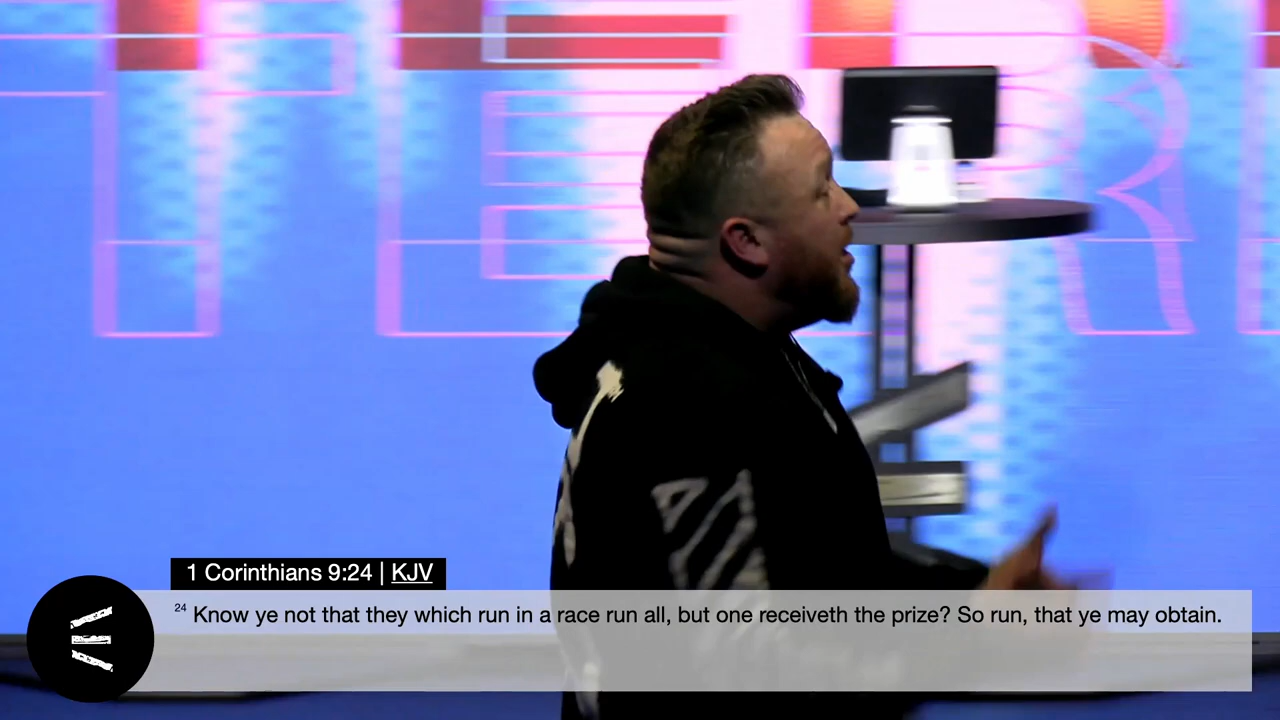 1 Corinthians 9:24 | KJV
24 Know ye not that they which run in a race run all, but one receiveth the prize? So run, that ye may obtain.